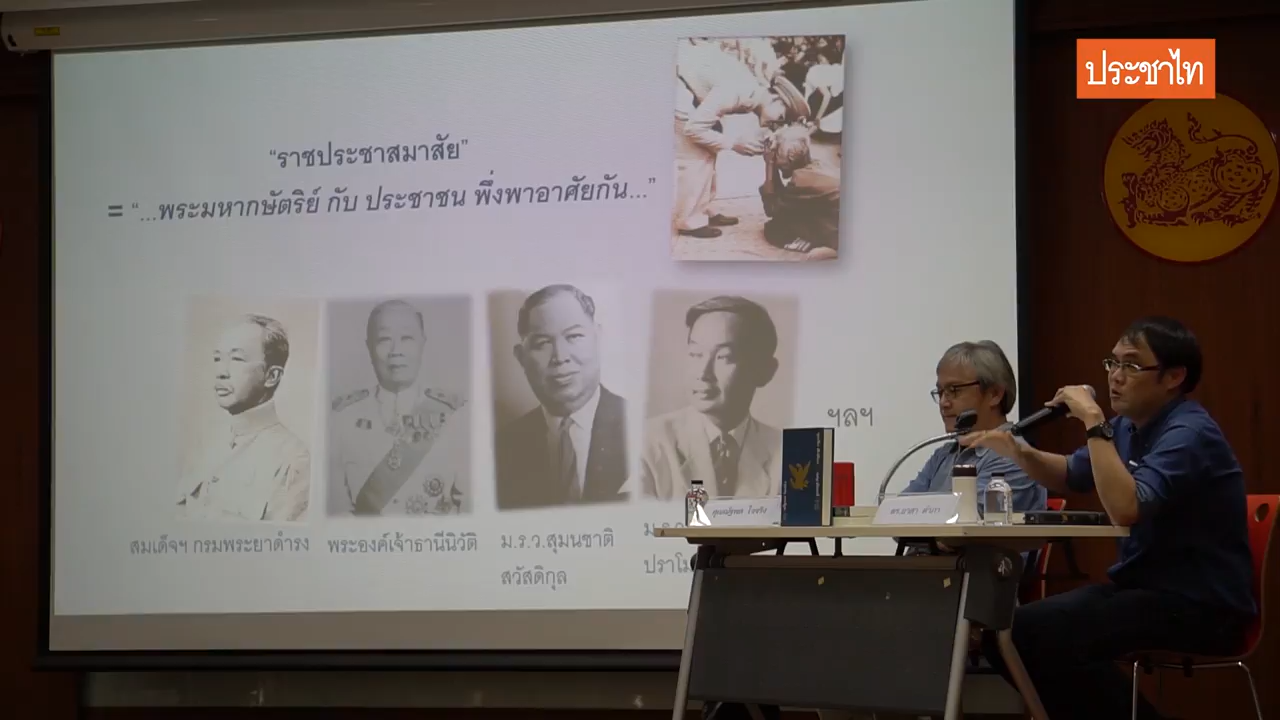 ประชาไท
“ราชประชาสมาสัย”
= “...พระมหากษัตริย์ กับ ประชาชน พึ่งพาอาศัยกัน...”
ฯลฯ
สมเด็จฯ กรมพระยาดำรง
พระองค์เจ้าธานีนิวัติ
ม.ร.ว.สุมนชาติ
สวัสดิกุล
ปราโม